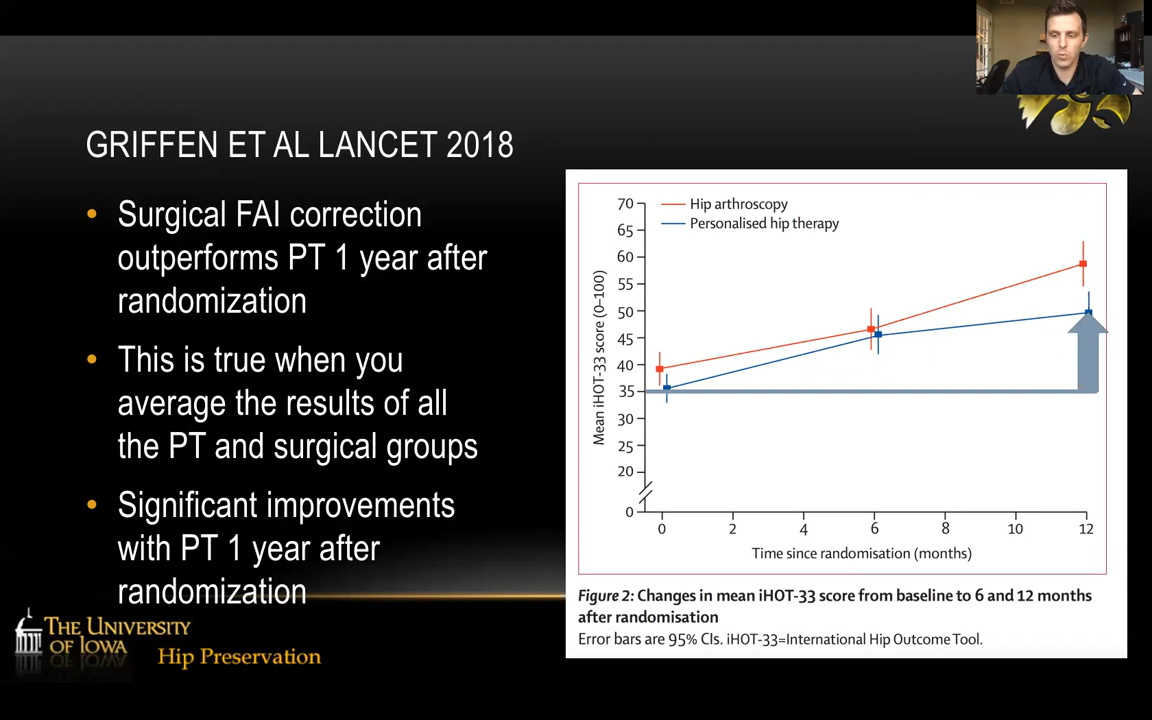 GRIFFEN ET AL LANCET 2018
• Surgical FAI correction
outperforms PT 1 year after
randomization
• This is true when you
average the results of all
the PT and surgical groups
• Significant improvements
with PT 1 year after
randomization
THE UNIVERSITY
OF IOWA
Hip Preservation
Hip arthroscopy
Personalised hip therapy
Mean iHOT-33 score (0–100)
70
65
60
55
50
45
40
35
30
25
20
0
0 2 4 6 8 10 12
Time since randomisation (months)
Figure 2: Changes in mean iHOT-33 score from baseline to 6 and 12 months
after randomisation
Error bars are 95% CIs. iHOT-33=International Hip Outcome Tool.